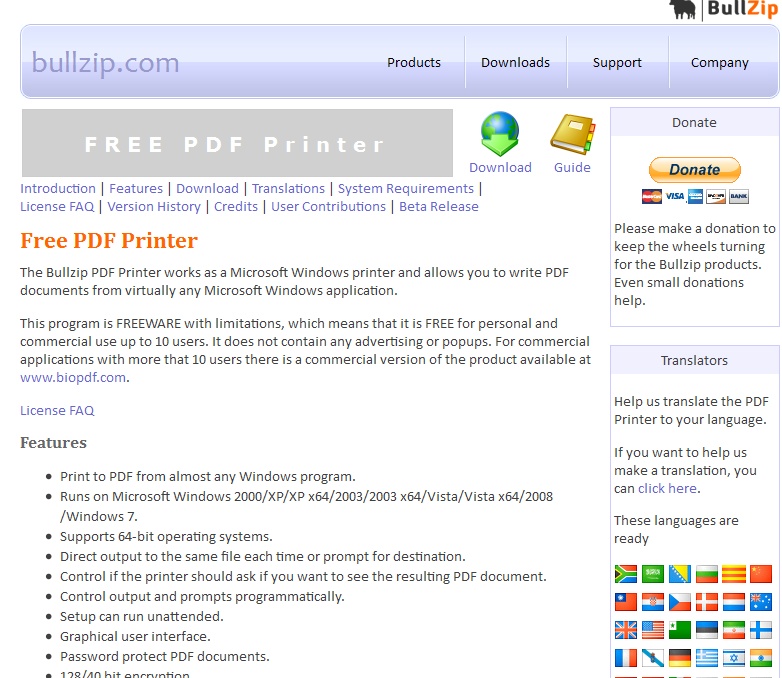 BullZip
bullzip.com
Products
Downloads
Support
Company
FREE PDF Printer
Download
Guide
Introduction | Features | Download | Translations | System Requirements |
License FAQ | Version History | Credits | User Contributions | Beta Release
Free PDF Printer
The Bullzip PDF Printer works as a Microsoft Windows printer and allows you to write PDF
documents from virtually any Microsoft Windows application.
This program is FREEWARE with limitations, which means that it is FREE for personal and
commercial use up to 10 users. It does not contain any advertising or popups. For commercial
applications with more that 10 users there is a commercial version of the product available at
www.biopdf.com.
License FAQ
Features
Print to PDF from almost any Windows program.
Runs on Microsoft Windows 2000/XP/XP x64/2003/2003 x64/Vista/Vista x64/2008
/Windows 7.
Supports 64-bit operating systems.
Direct output to the same file each time or prompt for destination.
Control if the printer should ask if you want to see the resulting PDF document.
Control output and prompts programmatically.
Setup can run unattended.
Graphical user interface.
Password protect PDF documents.
128/40 bit encryption.
Donate
Donate
VISA
BANK
Please make a donation to
keep the wheels turning
for the Bullzip products.
Even small donations
help.
Translators
Help us translate the PDF
Printer to your language.
If you want to help us
make a translation, you
can click here.
These languages are
ready